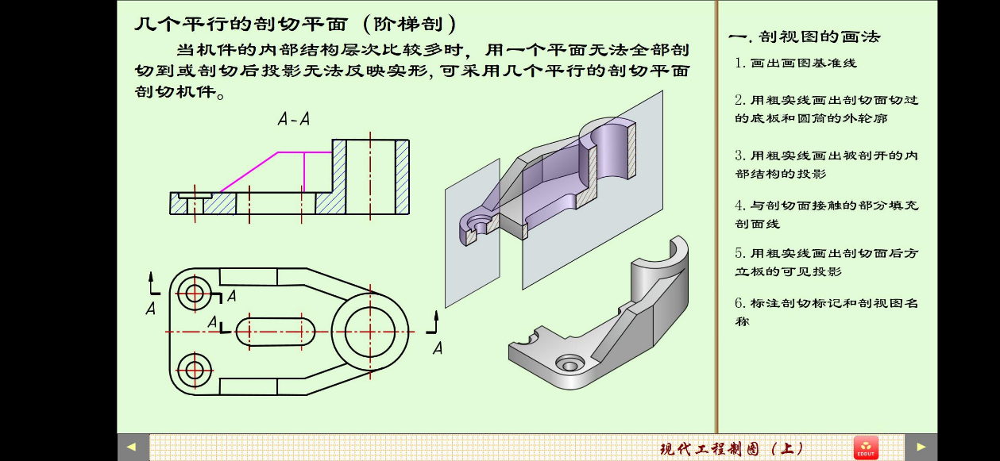 几个平行的剖切平面（阶梯剖）
当机件的内部结构层次比较多时，用一个平面无法全部剖
切到或剖切后投影无法反映实形，可采用几个平行的剖切平面
剖切机件。
A-A
A
A
A
A
一．剖视图的画法
1. 画出画图基准线
2. 用粗实线画出剖切面切过
的底板和圆筒的外轮廓
3. 用粗实线画出被剖开的内
部结构的投影
4. 与剖切面接触的部分填充
剖面线
5. 用粗实线画出剖切面后方
立板的可见投影
6. 标注剖切标记和剖视图名
称
现代工程制图（上）
EDOUT